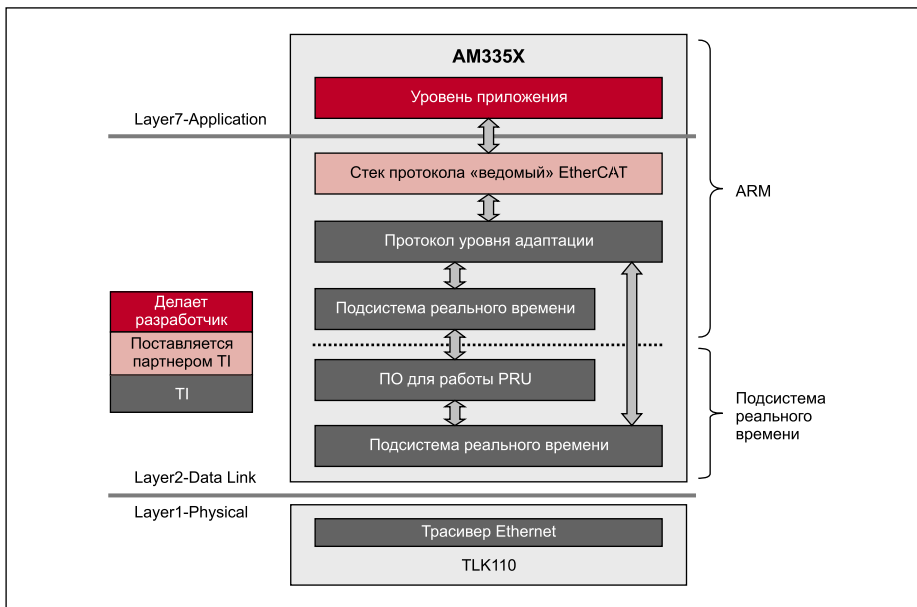 AM335X
Уровень приложения
Layer7-Application
Стек протокола «ведомый» EtherCAT
ARM
Протокол уровня адаптации
Подсистема реального времени
Делает
разработчик
Поставляется
партнером TI
TI
ПО для работы PRU
Подсистема
реального
времени
Подсистема реального времени
Layer2-Data Link
Layer1-Physical
Трасивер Ethernet
TLK110